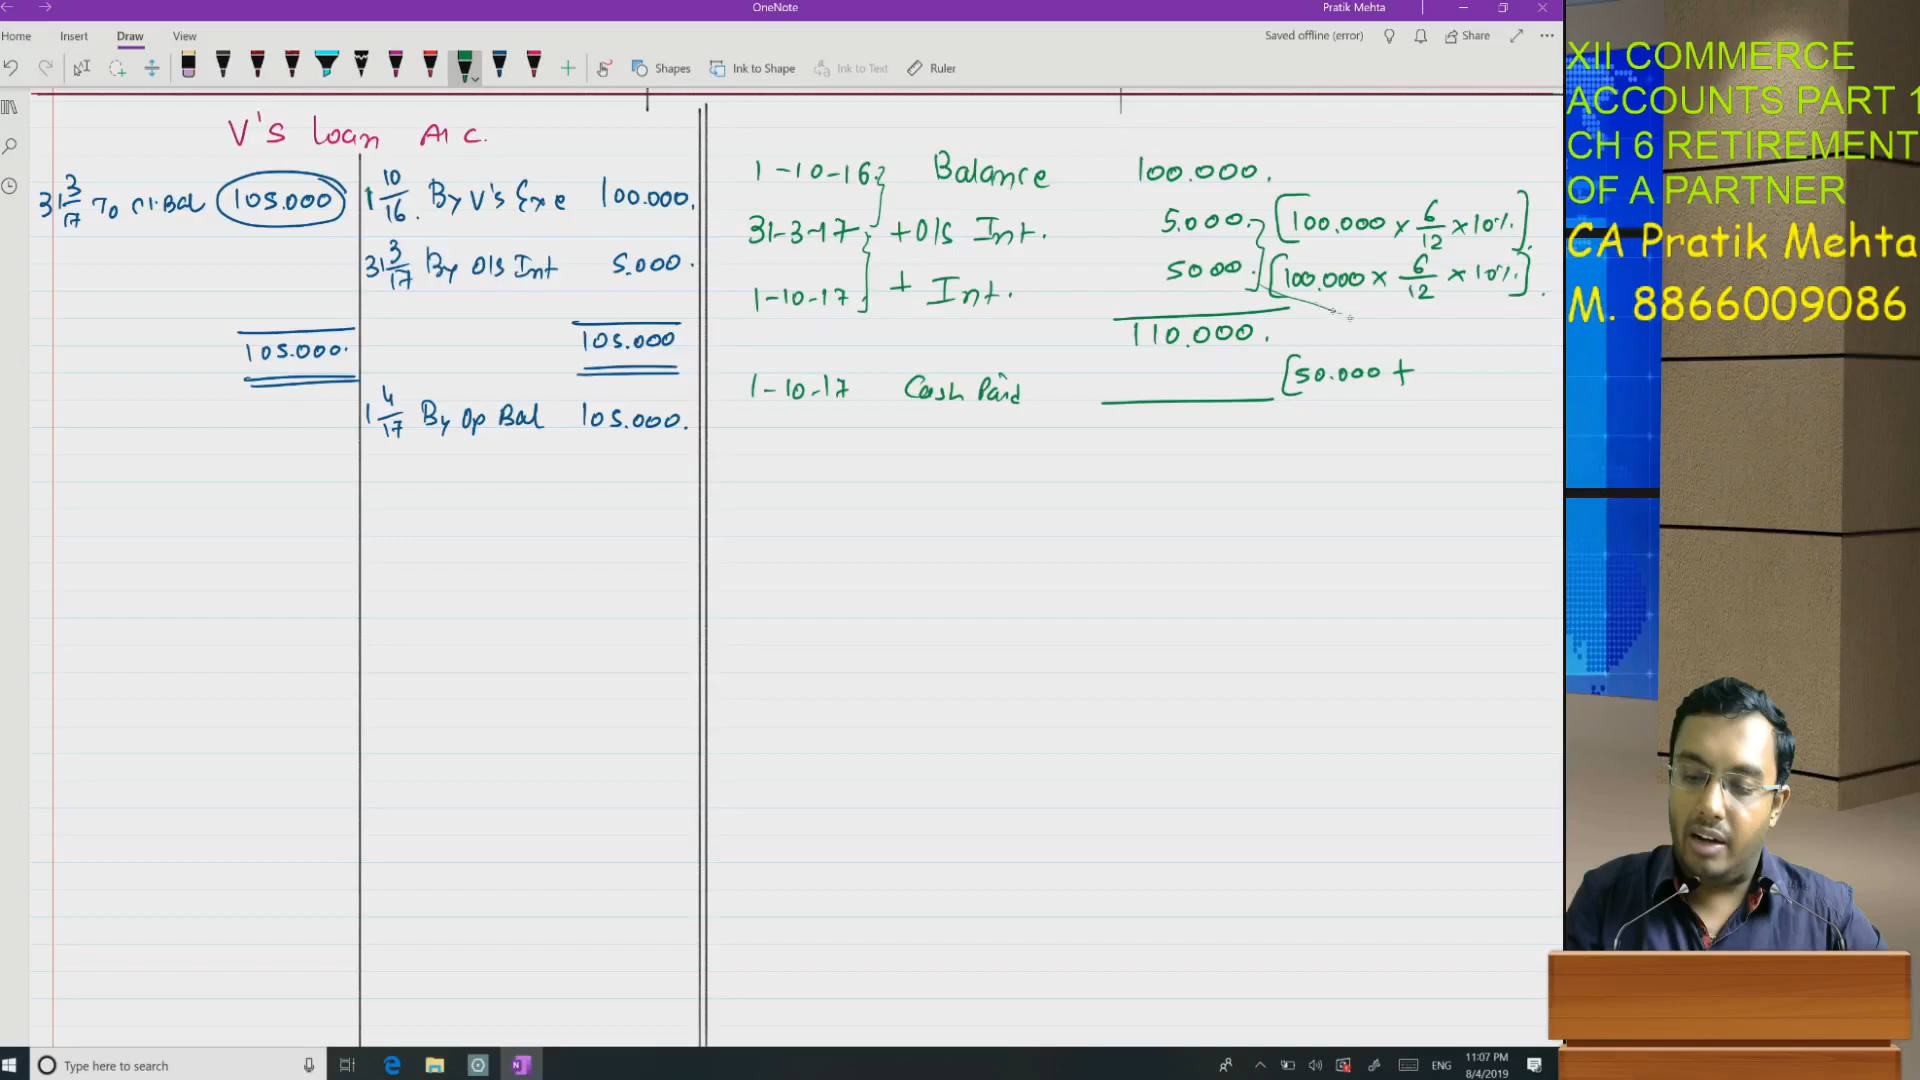 OneNote
Pratik Mehta
Home Insert Draw View
Saved offline (error) Share
Shapes Ink to Shape Ink to Text Ruler
XII COMMERCE
ACCOUNTS PART 1
CH 6 RETIREMENT
OF A PARTNER
CA Pratik Mehta
M. 8866009086
V's loan A/c.
31 3/17 To Cl. Bal 105.000
1 10/16. By V's Exe 100.000.
31 3/17 By O/S Int 5.000.
105.000. 105.000
1 4/17 By Op Bal 105.000.
1-10-16 Balance 100.000.
31-3-17 + O/S Int. 5.000. [100.000 x 6/12 x 10%].
1-10-17 + Int. 5000. [100.000 x 6/12 x 10%].
110.000.
1-10-17 Cash Paid [50.000 +
Type here to search
ENG
11:07 PM
8/4/2019